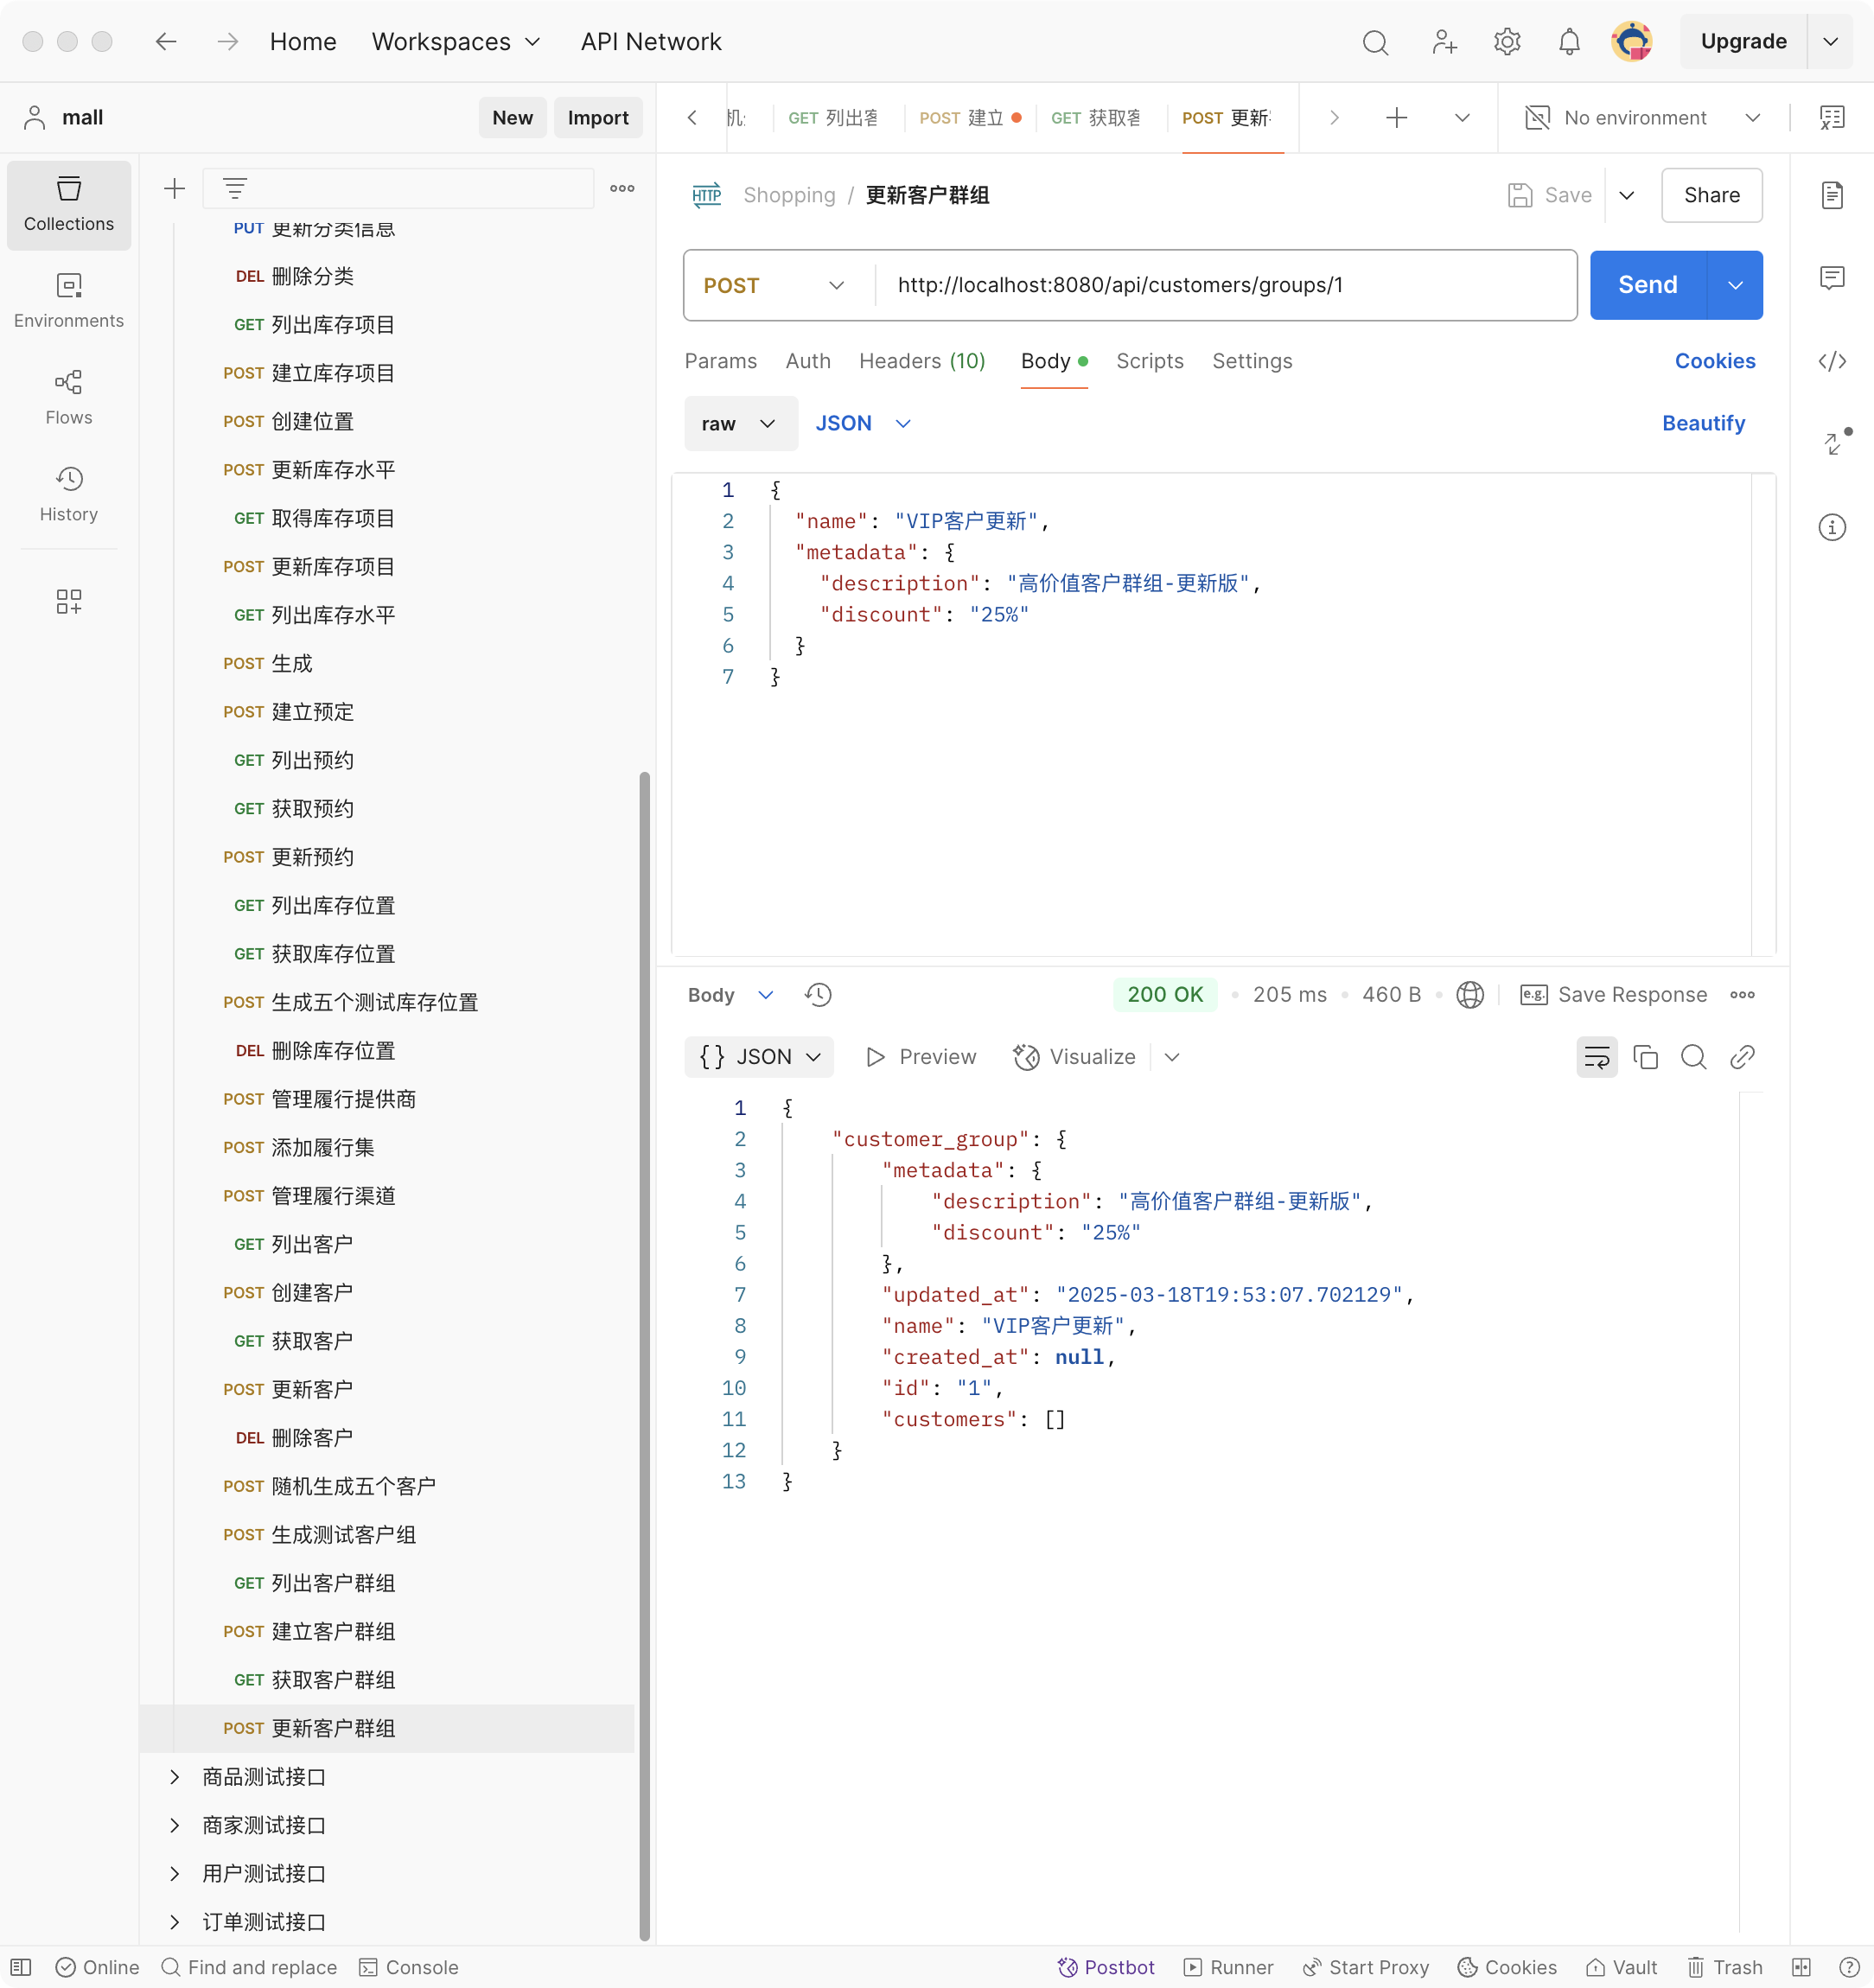 Home
Workspaces
API Network
Upgrade
mall
New
Import
GET 列出客
POST 建立
GET 获取客
POST 更新
No environment
Collections
Environments
Flows
History
PUT 更新分类信息
DEL 删除分类
GET 列出库存项目
POST 建立库存项目
POST 创建位置
POST 更新库存水平
GET 取得库存项目
POST 更新库存项目
GET 列出库存水平
POST 生成
POST 建立预定
GET 列出预约
GET 获取预约
POST 更新预约
GET 列出库存位置
GET 获取库存位置
POST 生成五个测试库存位置
DEL 删除库存位置
POST 管理履行提供商
POST 添加履行集
POST 管理履行渠道
GET 列出客户
POST 创建客户
GET 获取客户
POST 更新客户
DEL 删除客户
POST 随机生成五个客户
POST 生成测试客户组
GET 列出客户群组
POST 建立客户群组
GET 获取客户群组
POST 更新客户群组
商品测试接口
商家测试接口
用户测试接口
订单测试接口
HTTP Shopping / 更新客户群组
Save
Share
POST
http://localhost:8080/api/customers/groups/1
Send
Params
Auth
Headers (10)
Body
Scripts
Settings
Cookies
raw
JSON
Beautify
1 {
2 "name": "VIP客户更新",
3 "metadata": {
4 "description": "高价值客户群组-更新版",
5 "discount": "25%"
6 }
7 }
Body
200 OK
205 ms
460 B
e.g. Save Response
{} JSON
Preview
Visualize
1 {
2 "customer_group": {
3 "metadata": {
4 "description": "高价值客户群组-更新版",
5 "discount": "25%"
6 },
7 "updated_at": "2025-03-18T19:53:07.702129",
8 "name": "VIP客户更新",
9 "created_at": null,
10 "id": "1",
11 "customers": []
12 }
13 }
Online
Find and replace
Console
Postbot
Runner
Start Proxy
Cookies
Vault
Trash